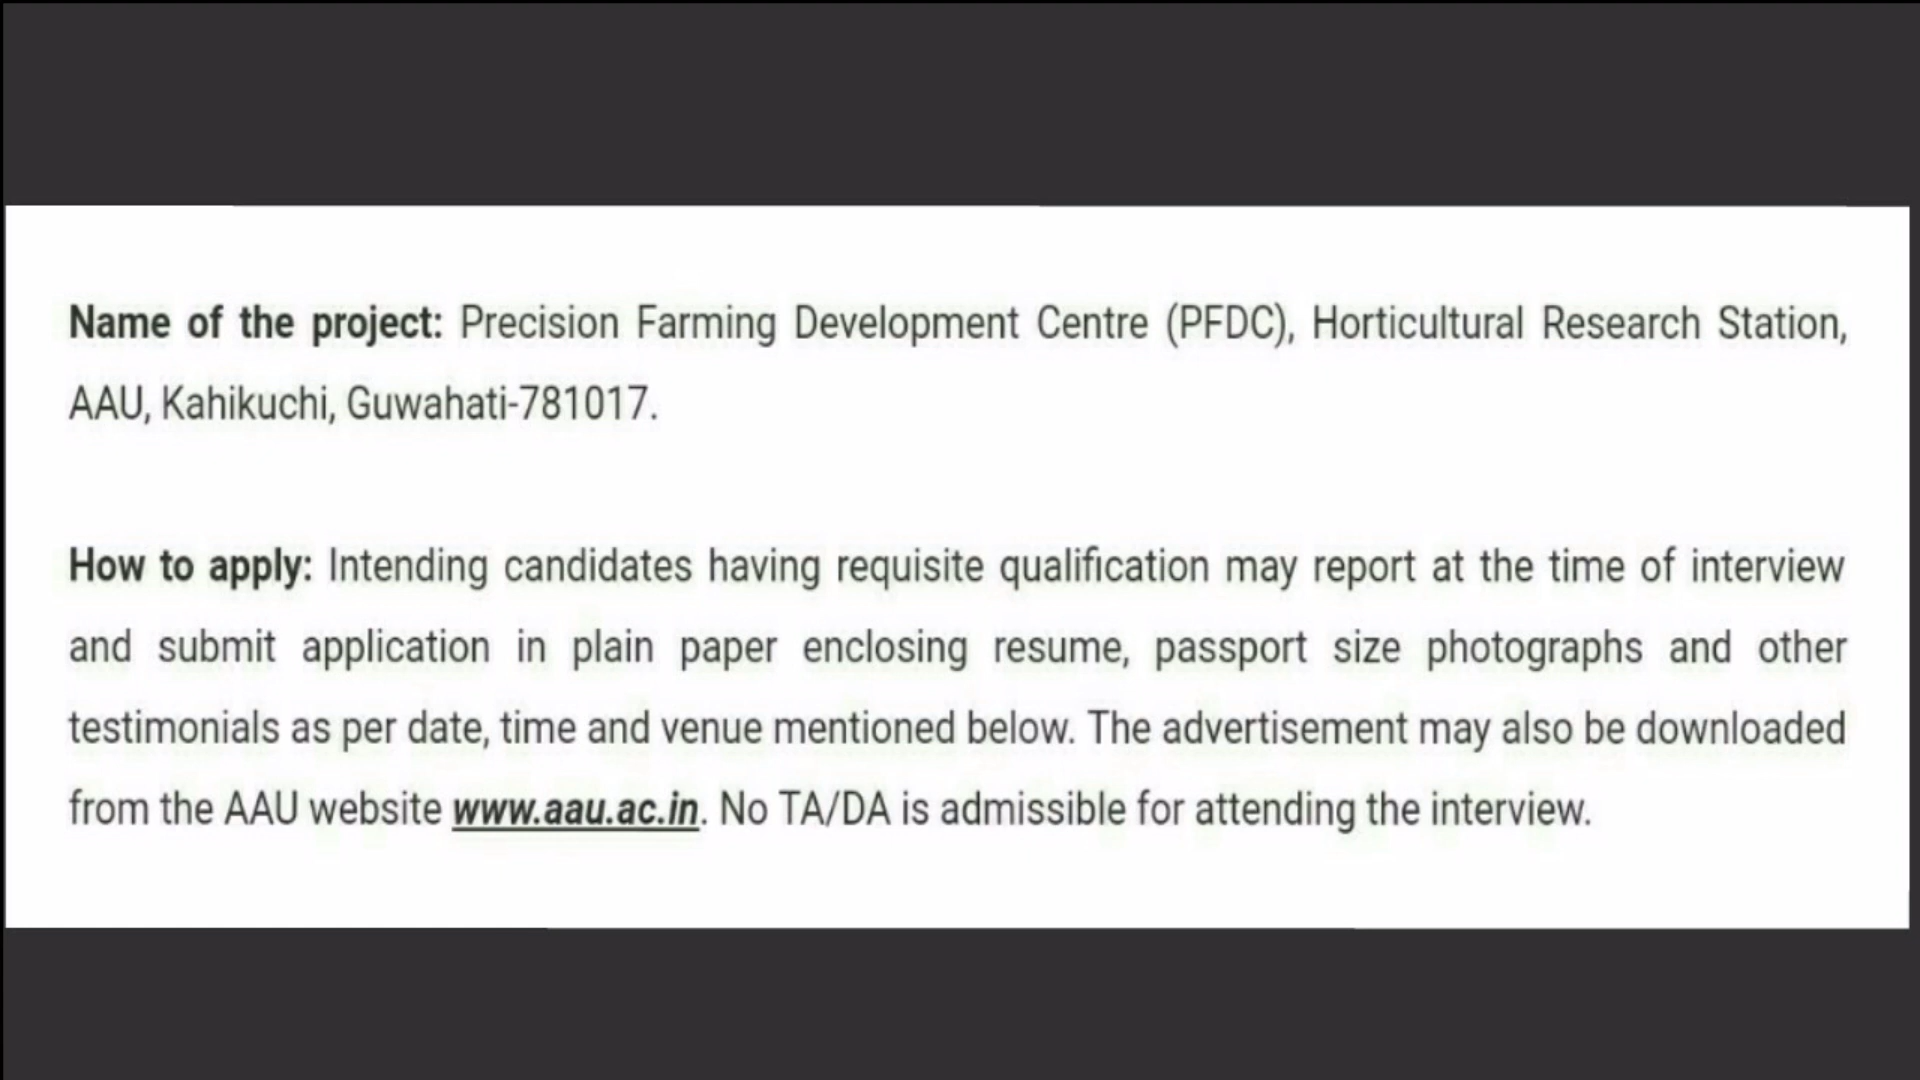 Name of the project: Precision Farming Development Centre (PFDC), Horticultural Research Station,
AAU, Kahikuchi, Guwahati-781017.
How to apply: Intending candidates having requisite qualification may report at the time of interview
and submit application in plain paper enclosing resume, passport size photographs and other
testimonials as per date, time and venue mentioned below. The advertisement may also be downloaded
from the AAU website www.aau.ac.in. No TA/DA is admissible for attending the interview.